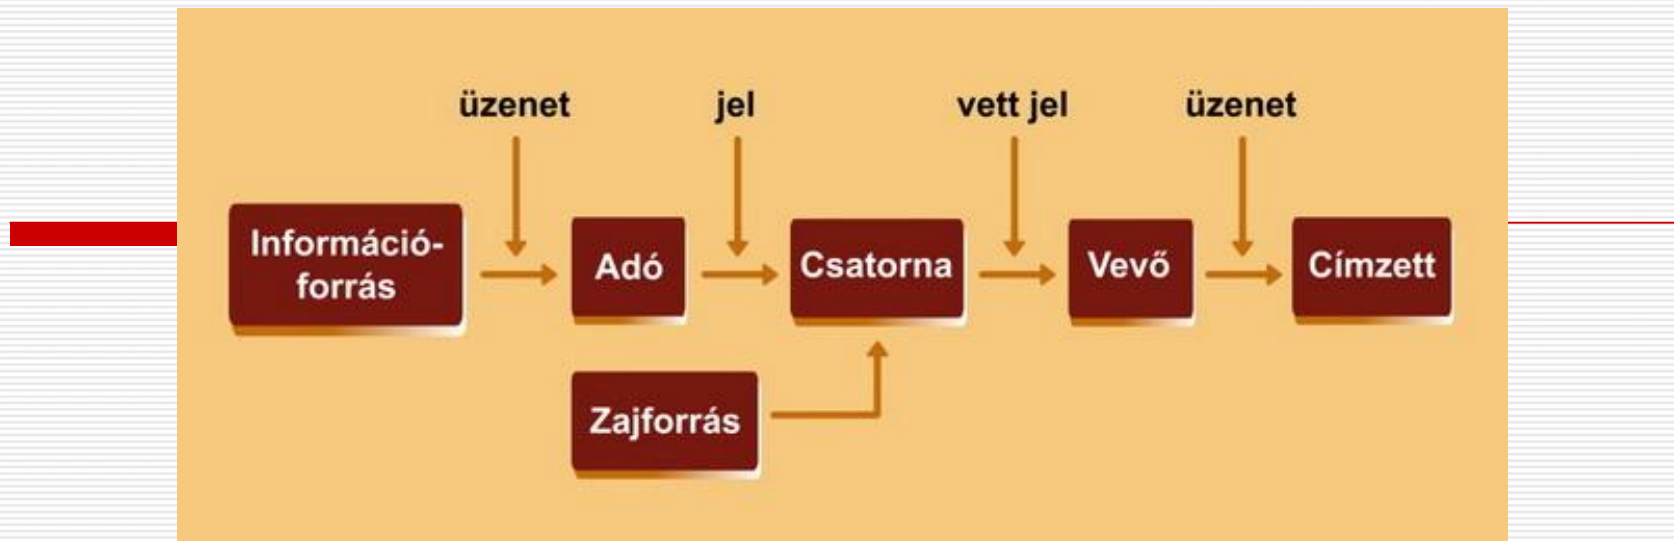 üzenet
jel
vett jel
üzenet
Információ-
forrás
Adó
Csatorna
Vevő
Címzett
Zajforrás